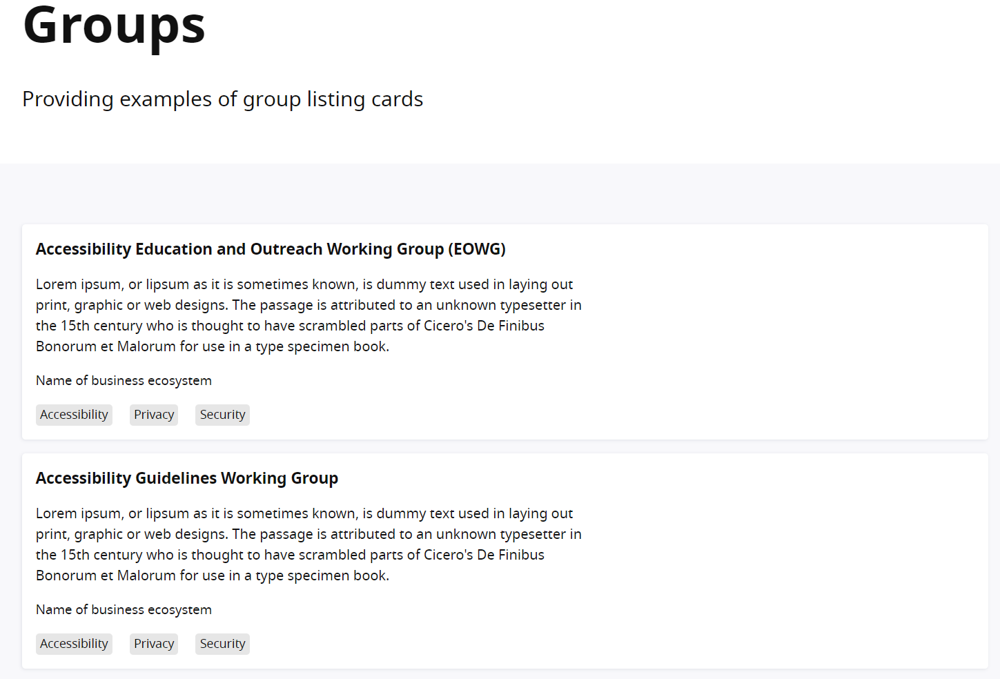 Groups
Providing examples of group listing cards
Accessibility Education and Outreach Working Group (EOWG)
Lorem ipsum, or lipsum as it is sometimes known, is dummy text used in laying out
print, graphic or web designs. The passage is attributed to an unknown typesetter in
the 15th century who is thought to have scrambled parts of Cicero's De Finibus
Bonorum et Malorum for use in a type specimen book.
Name of business ecosystem
Accessibility Privacy Security
Accessibility Guidelines Working Group
Lorem ipsum, or lipsum as it is sometimes known, is dummy text used in laying out
print, graphic or web designs. The passage is attributed to an unknown typesetter in
the 15th century who is thought to have scrambled parts of Cicero's De Finibus
Bonorum et Malorum for use in a type specimen book.
Name of business ecosystem
Accessibility Privacy Security